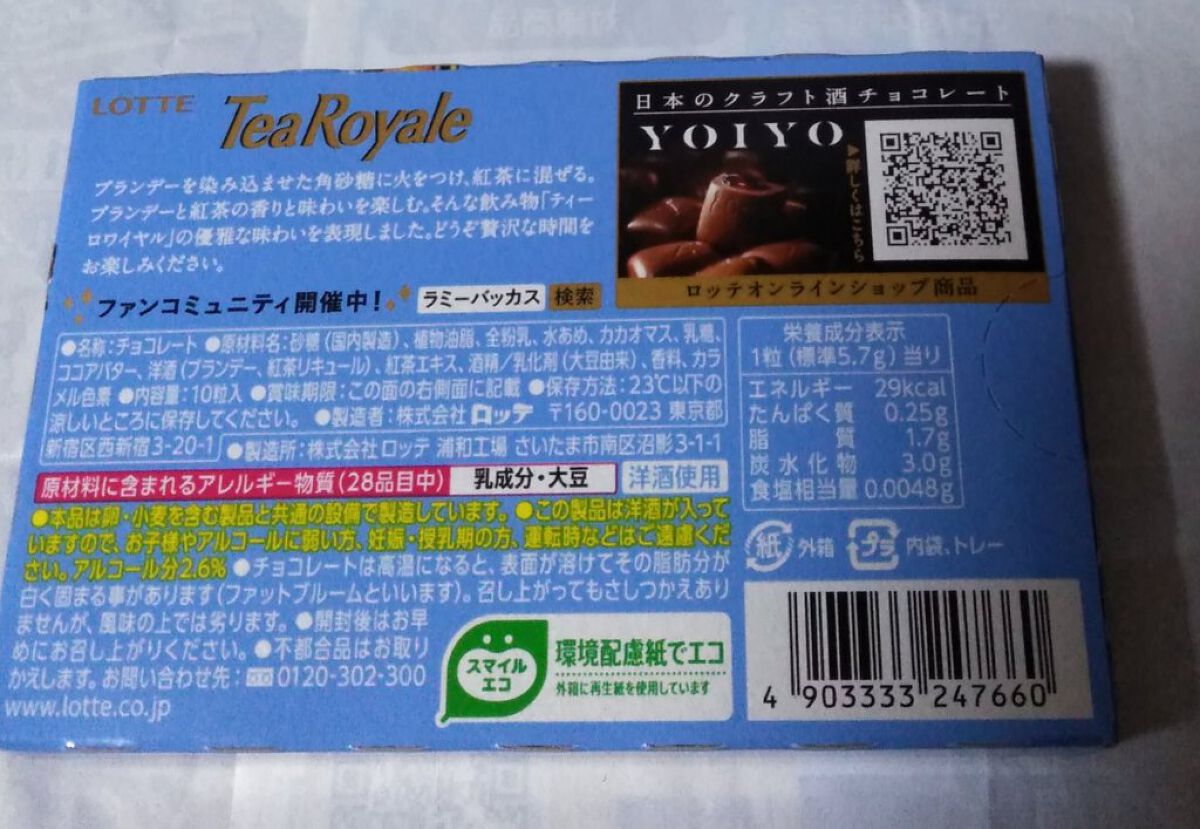 LOTTE
Tea Royale
ブランデーを染み込ませた角砂糖に火をつけ、紅茶に混ぜる。
ブランデーと紅茶の香りと味わいを楽しむ。そんな飲み物「ティー
ロワイヤル」の優雅な味わいを表現しました。どうぞ贅沢な時間を
お楽しみください。
ファンコミュニティ開催中! ラミーバッカス 検索
日本のクラフト酒チョコレート
YOIYO
▶詳しくはこちら
ロッテオンラインショップ商品
●名称:チョコレート ●原材料名:砂糖(国内製造)、植物油脂、全粉乳、水あめ、カカオマス、乳糖、
ココアバター、洋酒(ブランデー、紅茶リキュール)、紅茶エキス、酒精/乳化剤(大豆由来)、香料、カラ
メル色素 ●内容量:10粒入 ●賞味期限:この面の右側面に記載 ●保存方法:23℃以下の
涼しいところに保存してください。 ●製造者:株式会社 ロッテ 〒160-0023 東京都
新宿区西新宿3-20-1 ●製造所:株式会社 ロッテ 浦和工場 さいたま市南区沼影3-1-1
原材料に含まれるアレルギー物質(28品目中) 乳成分・大豆 洋酒使用
●本品は卵・小麦を含む製品と共通の設備で製造しています。 ●この製品は洋酒が入って
いますので、お子様やアルコールに弱い方、妊娠・授乳期の方、運転時などはご遠慮くだ
さい。アルコール分2.6% ●チョコレートは高温になると、表面が溶けてその脂肪分が
白く固まる事があります(ファットブルームといいます)。召し上がってもさしつかえあり
ませんが、風味の上では劣ります。 ●開封後はお早
めにお召し上がりください。 ●不都合品はお取り
かえします。お問い合わせ先: 0120-302-300
www.lotte.co.jp
栄養成分表示
1粒(標準5.7g)当り
エネルギー 29kcal
たんぱく質 0.25g
脂質 1.7g
炭水化物 3.0g
食塩相当量 0.0048g
紙 外箱 プラ 内袋、トレー
スマイル
エコ
環境配慮紙でエコ
外箱に再生紙を使用しています
4 903333 247660